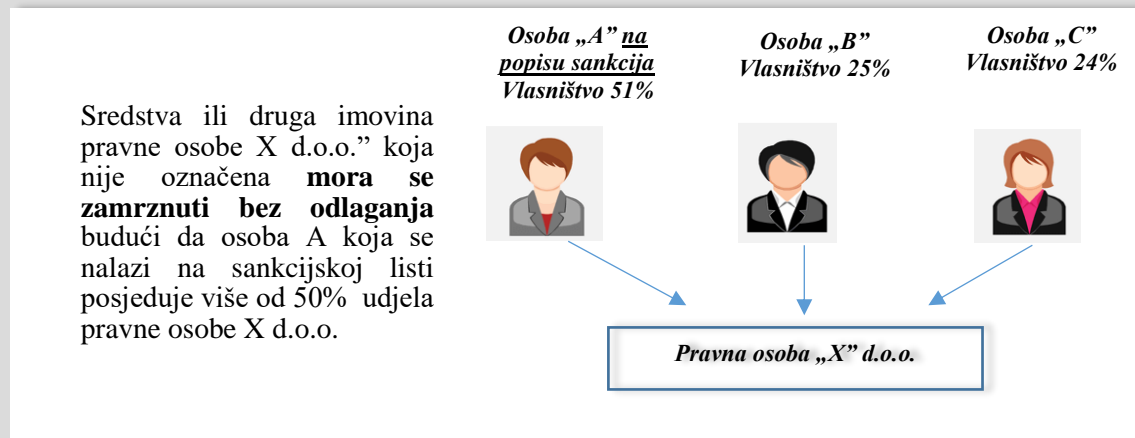 Osoba „A” na
popisu sankcija
Vlasništvo 51%
Osoba „B”
Vlasništvo 25%
Osoba „C”
Vlasništvo 24%
Sredstva ili druga imovina
pravne osobe X d.o.o.” koja
nije označena mora se
zamrznuti bez odlaganja
budući da osoba A koja se
nalazi na sankcijskoj listi
posjeduje više od 50% udjela
pravne osobe X d.o.o.
Pravna osoba „X” d.o.o.